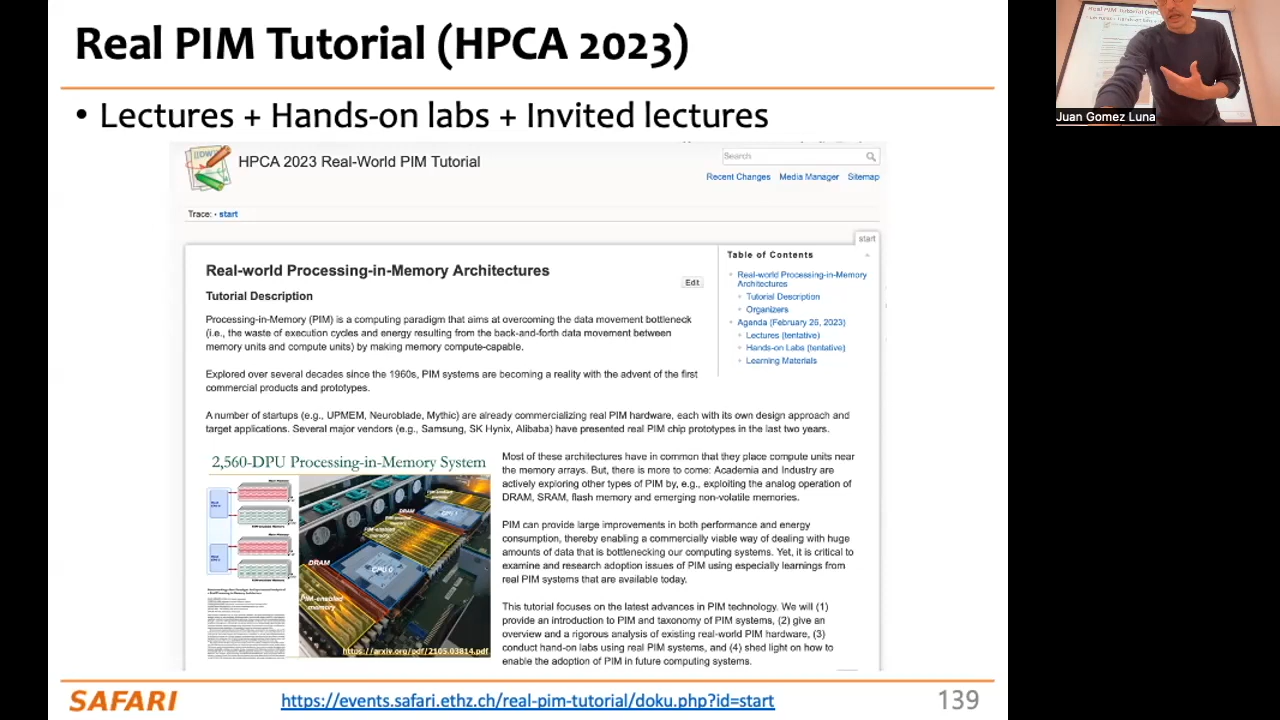 Real PIM Tutorial (HPCA 2023)
• Lectures + Hands-on labs + Invited lectures
HPCA 2023 Real-World PIM Tutorial
Search
Recent Changes Media Manager Sitemap
Trace: • start
start
Real-world Processing-in-Memory Architectures
Edit
Tutorial Description
Processing-in-Memory (PIM) is a computing paradigm that aims at overcoming the data movement bottleneck
(i.e., the waste of execution cycles and energy resulting from the back-and-forth data movement between
memory units and compute units) by making memory compute-capable.
Explored over several decades since the 1960s, PIM systems are becoming a reality with the advent of the first
commercial products and prototypes.
A number of startups (e.g., UPMEM, Neuroblade, Mythic) are already commercializing real PIM hardware, each with its own design approach and
target applications. Several major vendors (e.g., Samsung, SK Hynix, Alibaba) have presented real PIM chip prototypes in the last two years.
Table of Contents
Real-world Processing-in-Memory
Architectures
Tutorial Description
Organizers
Agenda (February 26, 2023)
Lectures (tentative)
Hands-on Labs (tentative)
Learning Materials
2,560-DPU Processing-in-Memory System
DRAM
CPU 1
DRAM
CPU 0
PIM-enabled
memory
https://arxiv.org/pdf/2105.03814.pdf
Most of these architectures have in common that they place compute units near
the memory arrays. But, there is more to come: Academia and Industry are
actively exploring other types of PIM by, e.g., exploiting the analog operation of
DRAM, SRAM, flash memory and emerging non-volatile memories.
PIM can provide large improvements in both performance and energy
consumption, thereby enabling a commercially viable way of dealing with huge
amounts of data that is bottlenecking our computing systems. Yet, it is critical to
examine and research adoption issues of PIM using especially learnings from
real PIM systems that are available today.
This tutorial focuses on the latest advances in PIM technology. We will (1)
provide an introduction to PIM and taxonomy of PIM systems, (2) give an
overview and a rigorous analysis of existing real-world PIM hardware, (3)
conduct hand-on labs using real PIM systems, and (4) shed light on how to
enable the adoption of PIM in future computing systems.
SAFARI
https://events.safari.ethz.ch/real-pim-tutorial/doku.php?id=start
139
Juan Gomez Luna